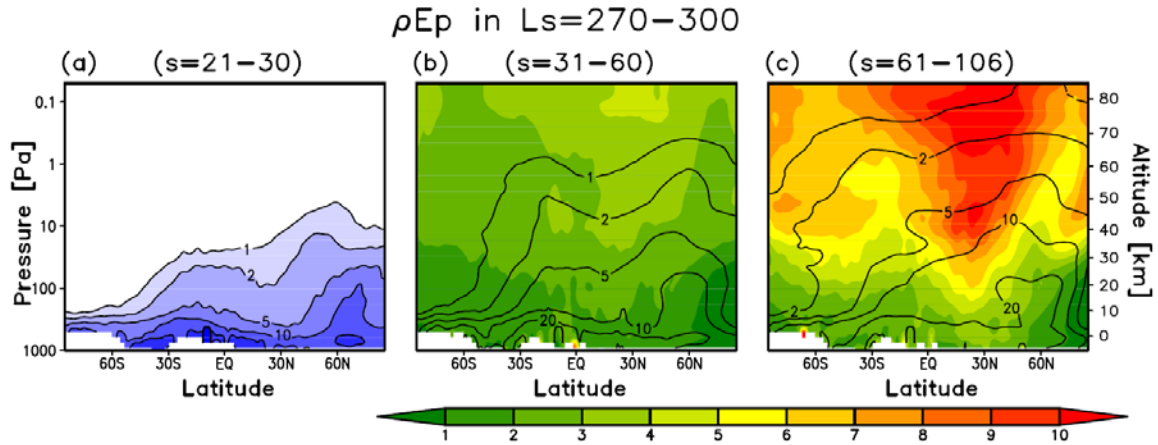 ρEp in Ls=270−300
(a) (s=21−30)
(b) (s=31−60)
(c) (s=61−106)
Pressure [Pa]
0.1
1
10
100
1000
1
2
5
10
60S 30S EQ 30N 60N
Latitude
1
2
5
20
10
60S 30S EQ 30N 60N
Latitude
2
5
10
20
2
60S 30S EQ 30N 60N
Latitude
80
70
60
50
40
30
20
10
0
Altitude [km]
1 2 3 4 5 6 7 8 9 10